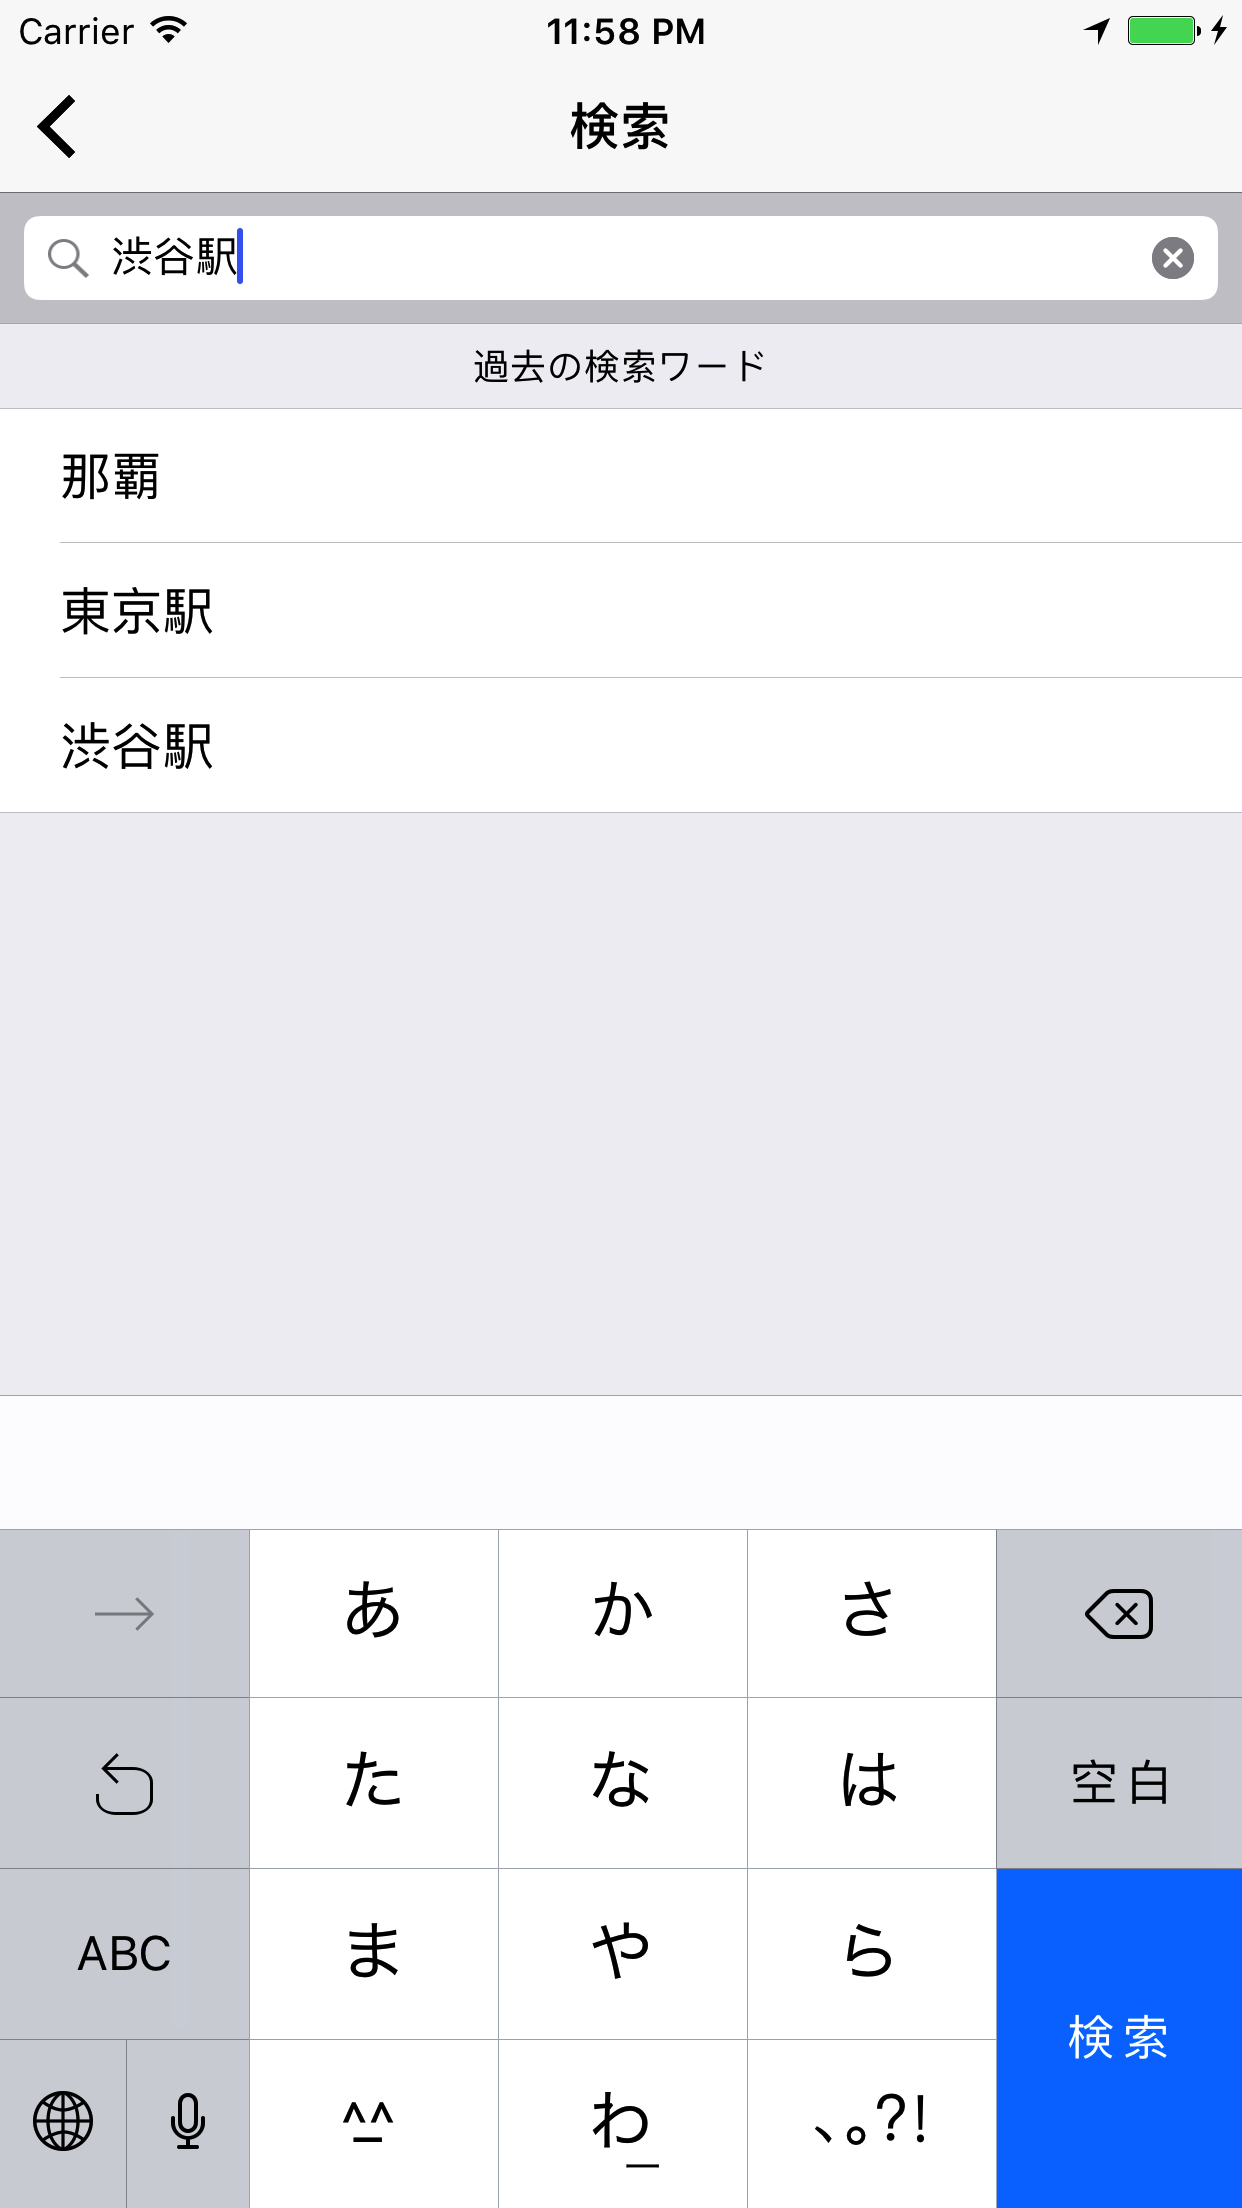 Carrier 11:58 PM
検索
渋谷駅
過去の検索ワード
那覇
東京駅
渋谷駅
→ あ か さ
た な は 空白
ABC ま や ら
検索
^_^ わ_ 、。?!